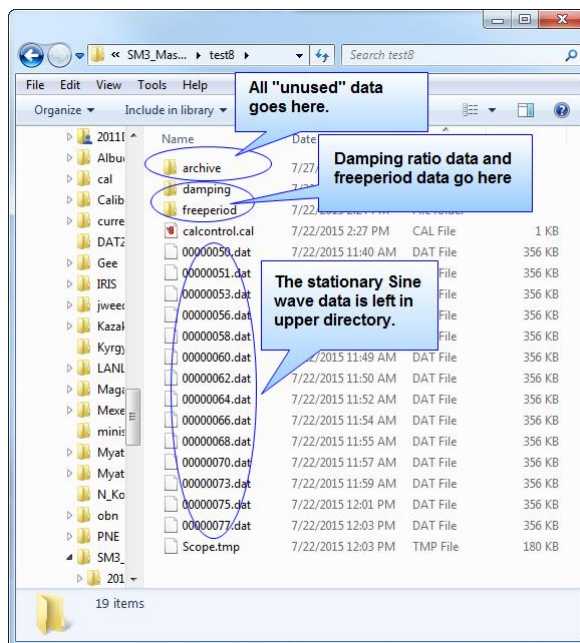 « SM3_Mas... ▸ test8 ▸
Search test8
File Edit View Tools Help
Organize ▾ Include in library ▾
All "unused" data
goes here.
Name Date
archive 7/27/
damping
freeperiod 7/22/2015
Damping ratio data and
freeperiod data go here
calcontrol.cal 7/22/2015 2:27 PM CAL File 1 KB
00000050.dat 7/22/2015 11:40 AM DAT File 356 KB
00000051.dat DAT File 356 KB
00000053.dat DAT File 356 KB
00000056.dat DAT File 356 KB
00000058.dat DAT File 356 KB
The stationary Sine
wave data is left in
upper directory.
00000060.dat 7/22/2015 11:49 AM DAT File 356 KB
00000062.dat 7/22/2015 11:50 AM DAT File 356 KB
00000064.dat 7/22/2015 11:52 AM DAT File 356 KB
00000066.dat 7/22/2015 11:54 AM DAT File 356 KB
00000068.dat 7/22/2015 11:55 AM DAT File 356 KB
00000070.dat 7/22/2015 11:57 AM DAT File 356 KB
00000073.dat 7/22/2015 11:59 AM DAT File 356 KB
00000075.dat 7/22/2015 12:01 PM DAT File 356 KB
00000077.dat 7/22/2015 12:03 PM DAT File 356 KB
Scope.tmp 7/22/2015 12:03 PM TMP File 180 KB
Albu
cal
Calib
curre
DAT2
Gee
IRIS
jweec
Kazak
Kyrgy
LANL
Maga
Mexe
minis
Myat
Myat
N_Ko
obn
PNE
SM3_
201
19 items